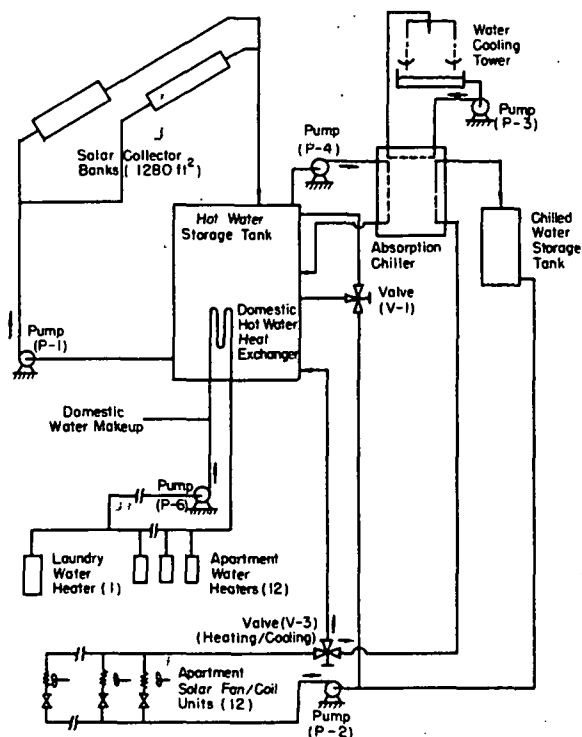 Water
Cooling
Tower
Pump
(P-3)
Pump
(P-4)
Solar Collector
Banks (1280 ft²)
Hot Water
Storage Tank
Absorption
Chiller
Chilled
Water
Storage
Tank
Valve
(V-1)
Domestic
Hot Water
Heat
Exchanger
Pump
(P-1)
Domestic
Water Makeup
Pump
(P-6)
Laundry
Water
Heater (1)
Apartment
Water
Heaters (12)
Valve (V-3)
(Heating/Cooling)
Apartment
Solar Fan/Coil
Units (12)
Pump
(P-2)